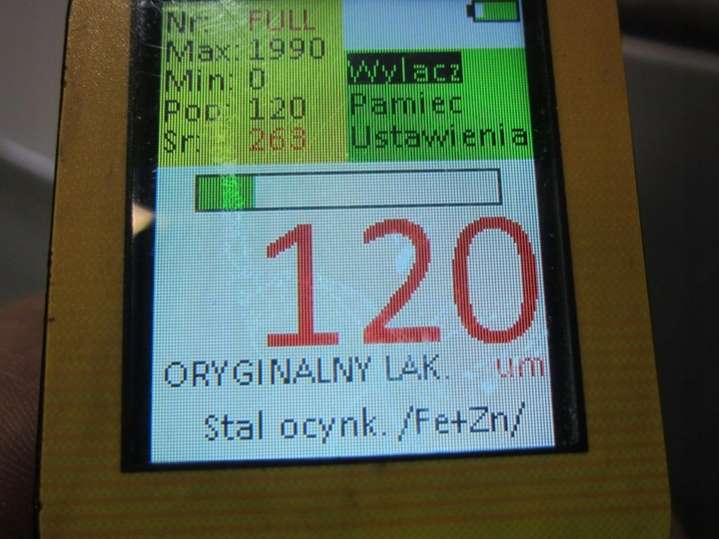 Nr: FULL
Max: 1990
Min: 0
Pop: 120
Sr: 263
Wylacz
Pamiec
Ustawienia
120
ORYGINALNY LAK. um
Stal ocynk. /Fe+Zn/